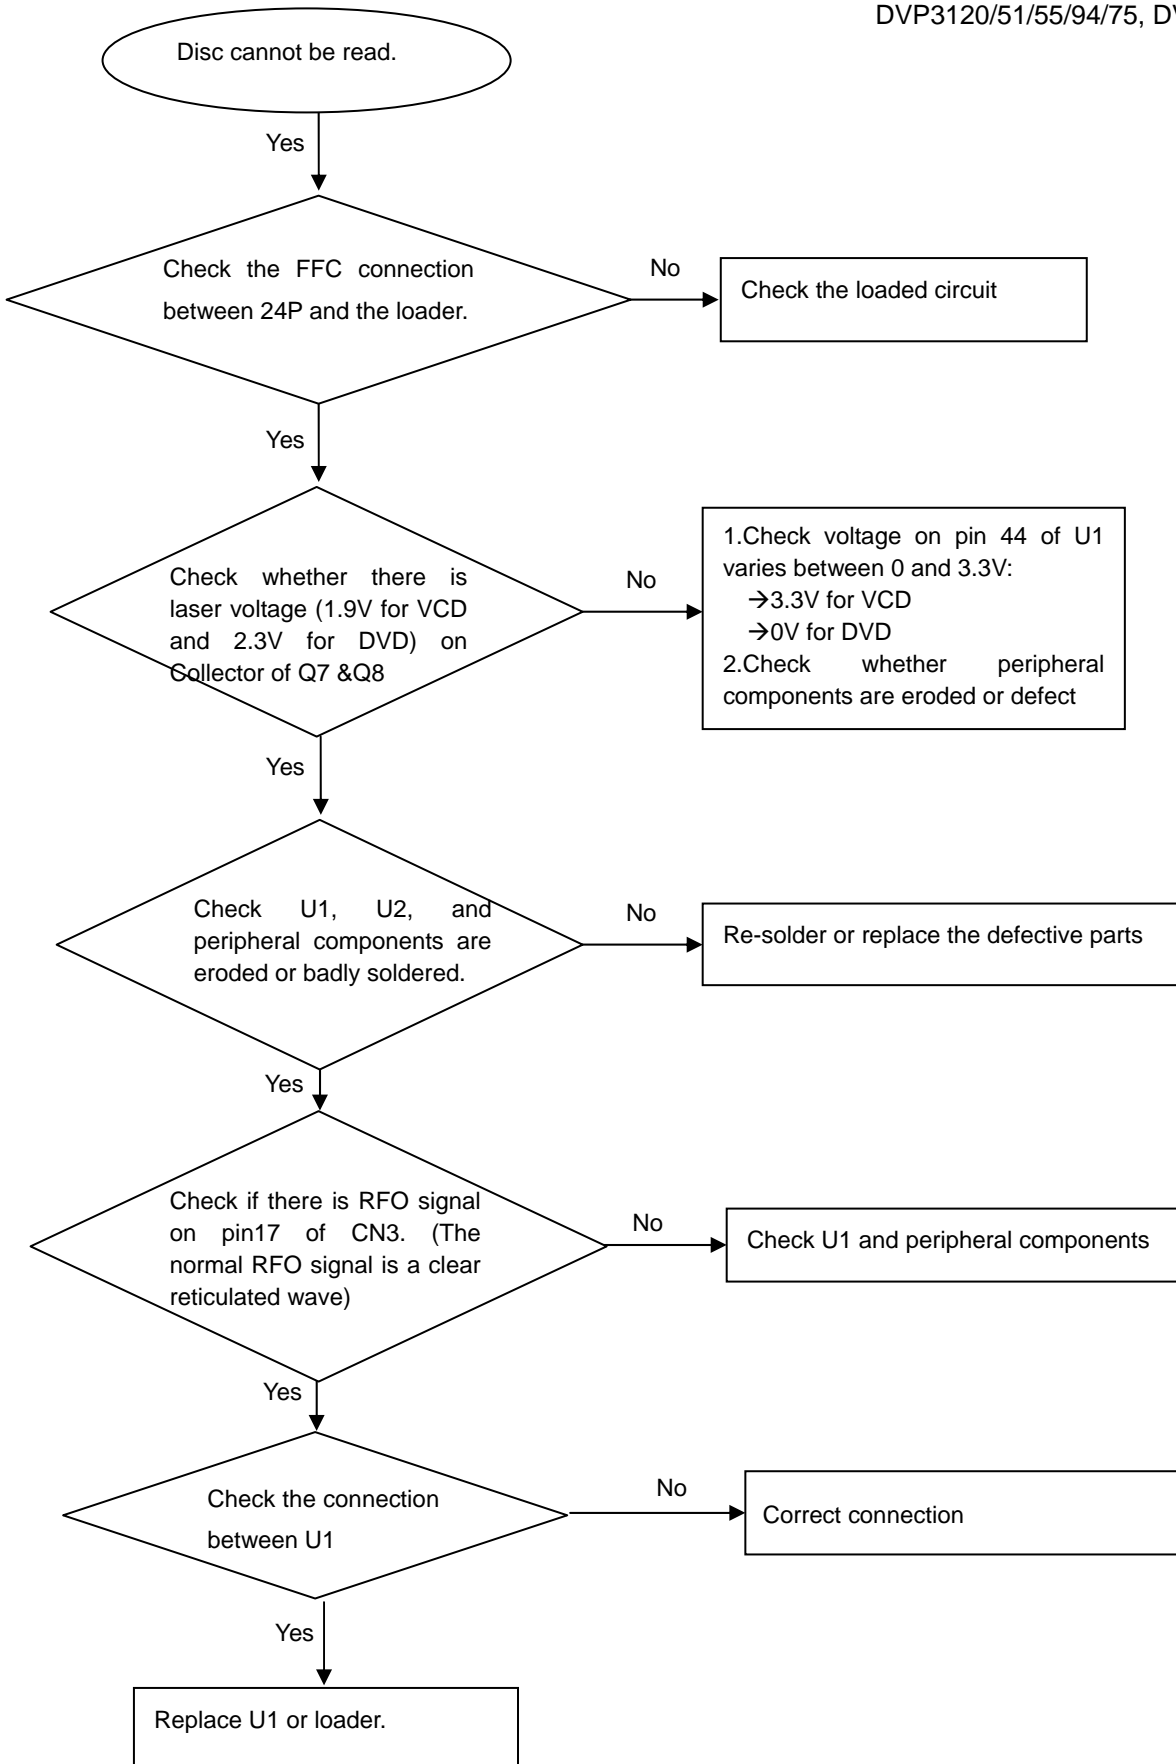 DVP3120/51/55/94/75, DV
Disc cannot be read.
Yes
Check the FFC connection
between 24P and the loader.
No
Check the loaded circuit
Yes
Check whether there is
laser voltage (1.9V for VCD
and 2.3V for DVD) on
Collector of Q7 &Q8
No
1.Check voltage on pin 44 of U1
varies between 0 and 3.3V:
→3.3V for VCD
→0V for DVD
2.Check whether peripheral
components are eroded or defect
Yes
Check U1, U2, and
peripheral components are
eroded or badly soldered.
No
Re-solder or replace the defective parts
Yes
Check if there is RFO signal
on pin17 of CN3. (The
normal RFO signal is a clear
reticulated wave)
No
Check U1 and peripheral components
Yes
Check the connection
between U1
No
Correct connection
Yes
Replace U1 or loader.